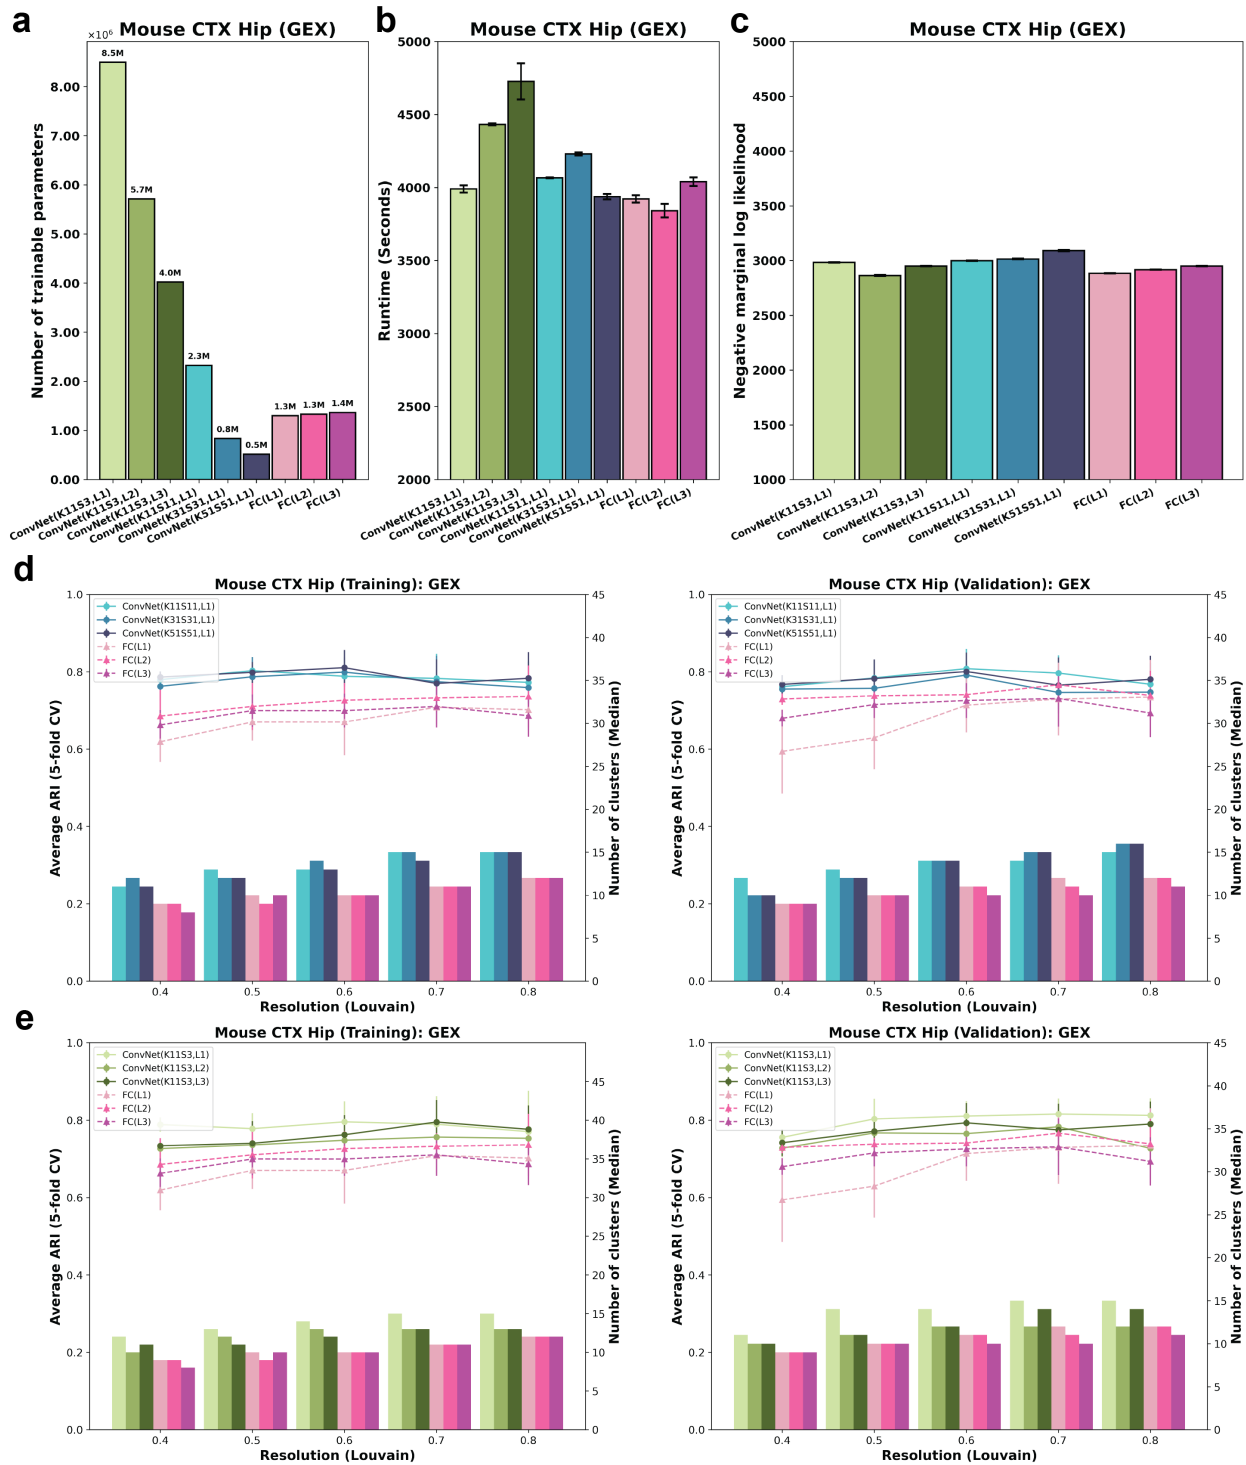 a
Mouse CTX Hip (GEX)
×10⁶
Number of trainable parameters
8.00
7.00
6.00
5.00
4.00
3.00
2.00
1.00
0.00
8.5M
5.7M
4.0M
2.3M
0.8M
0.5M
1.3M
1.3M
1.4M
ConvNet(K11S3,L1)
ConvNet(K11S3,L2)
ConvNet(K11S3,L3)
ConvNet(K11S11,L1)
ConvNet(K31S31,L1)
ConvNet(K51S51,L1)
FC(L1)
FC(L2)
FC(L3)
b
Mouse CTX Hip (GEX)
Runtime (Seconds)
5000
4500
4000
3500
3000
2500
2000
ConvNet(K11S3,L1)
ConvNet(K11S3,L2)
ConvNet(K11S3,L3)
ConvNet(K11S11,L1)
ConvNet(K31S31,L1)
ConvNet(K51S51,L1)
FC(L1)
FC(L2)
FC(L3)
c
Mouse CTX Hip (GEX)
Negative marginal log likelihood
5000
4500
4000
3500
3000
2500
2000
1500
1000
ConvNet(K11S3,L1)
ConvNet(K11S3,L2)
ConvNet(K11S3,L3)
ConvNet(K11S11,L1)
ConvNet(K31S31,L1)
ConvNet(K51S51,L1)
FC(L1)
FC(L2)
FC(L3)
d
Mouse CTX Hip (Training): GEX
Average ARI (5-fold CV)
1.0
0.8
0.6
0.4
0.2
0.0
ConvNet(K11S11,L1)
ConvNet(K31S31,L1)
ConvNet(K51S51,L1)
FC(L1)
FC(L2)
FC(L3)
45
40
35
30
25
20
15
10
5
0
Number of clusters (Median)
0.4 0.5 0.6 0.7 0.8
Resolution (Louvain)
Mouse CTX Hip (Validation): GEX
Average ARI (5-fold CV)
1.0
0.8
0.6
0.4
0.2
0.0
ConvNet(K11S11,L1)
ConvNet(K31S31,L1)
ConvNet(K51S51,L1)
FC(L1)
FC(L2)
FC(L3)
45
40
35
30
25
20
15
10
5
0
Number of clusters (Median)
0.4 0.5 0.6 0.7 0.8
Resolution (Louvain)
e
Mouse CTX Hip (Training): GEX
Average ARI (5-fold CV)
1.0
0.8
0.6
0.4
0.2
0.0
ConvNet(K11S3,L1)
ConvNet(K11S3,L2)
ConvNet(K11S3,L3)
FC(L1)
FC(L2)
FC(L3)
45
40
35
30
25
20
15
10
5
0
Number of clusters (Median)
0.4 0.5 0.6 0.7 0.8
Resolution (Louvain)
Mouse CTX Hip (Validation): GEX
Average ARI (5-fold CV)
1.0
0.8
0.6
0.4
0.2
0.0
ConvNet(K11S3,L1)
ConvNet(K11S3,L2)
ConvNet(K11S3,L3)
FC(L1)
FC(L2)
FC(L3)
45
40
35
30
25
20
15
10
5
0
Number of clusters (Median)
0.4 0.5 0.6 0.7 0.8
Resolution (Louvain)